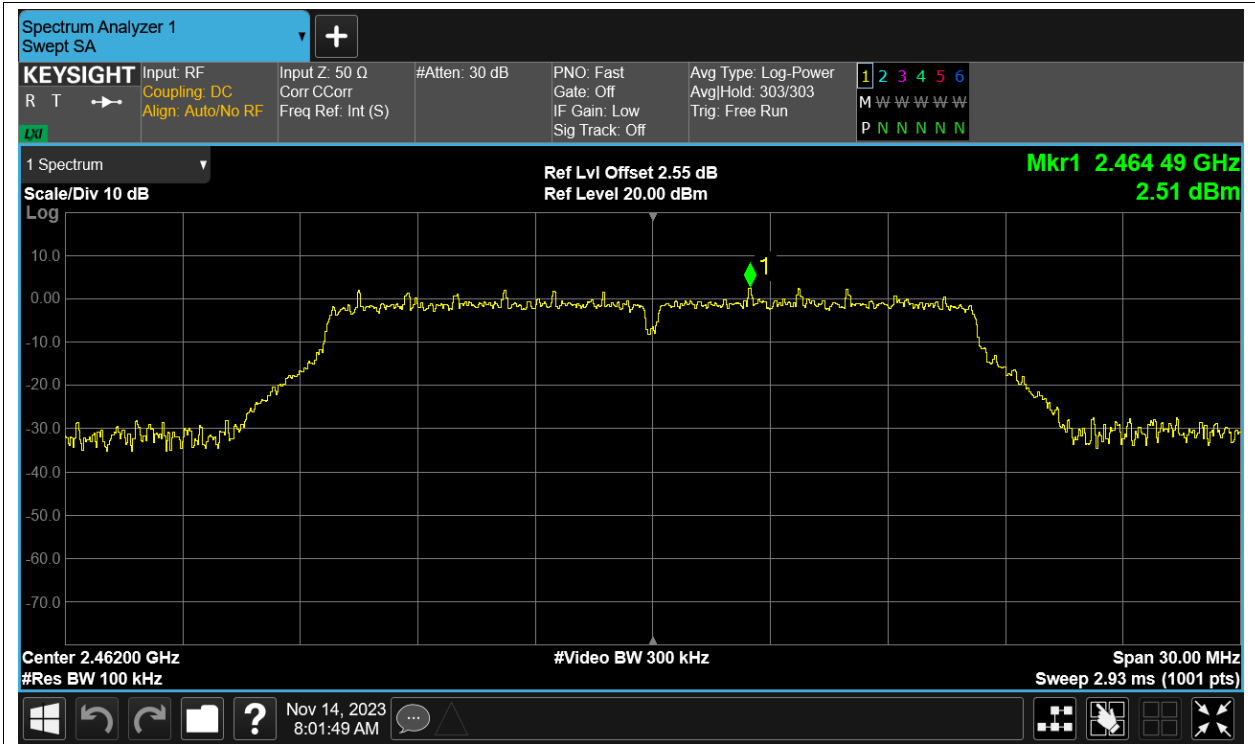 Spectrum Analyzer 1
Swept SA
KEYSIGHT
R T
LXI
Input: RF
Coupling: DC
Align: Auto/No RF
Input Z: 50 Ω
Corr CCorr
Freq Ref: Int (S)
#Atten: 30 dB
PNO: Fast
Gate: Off
IF Gain: Low
Sig Track: Off
Avg Type: Log-Power
Avg|Hold: 303/303
Trig: Free Run
1 2 3 4 5 6
M W W W W W
P N N N N N
1 Spectrum
Scale/Div 10 dB
Log
Ref Lvl Offset 2.55 dB
Ref Level 20.00 dBm
Mkr1 2.464 49 GHz
2.51 dBm
1
10.0
0.00
-10.0
-20.0
-30.0
-40.0
-50.0
-60.0
-70.0
Center 2.46200 GHz
#Res BW 100 kHz
#Video BW 300 kHz
Span 30.00 MHz
Sweep 2.93 ms (1001 pts)
?
Nov 14, 2023
8:01:49 AM